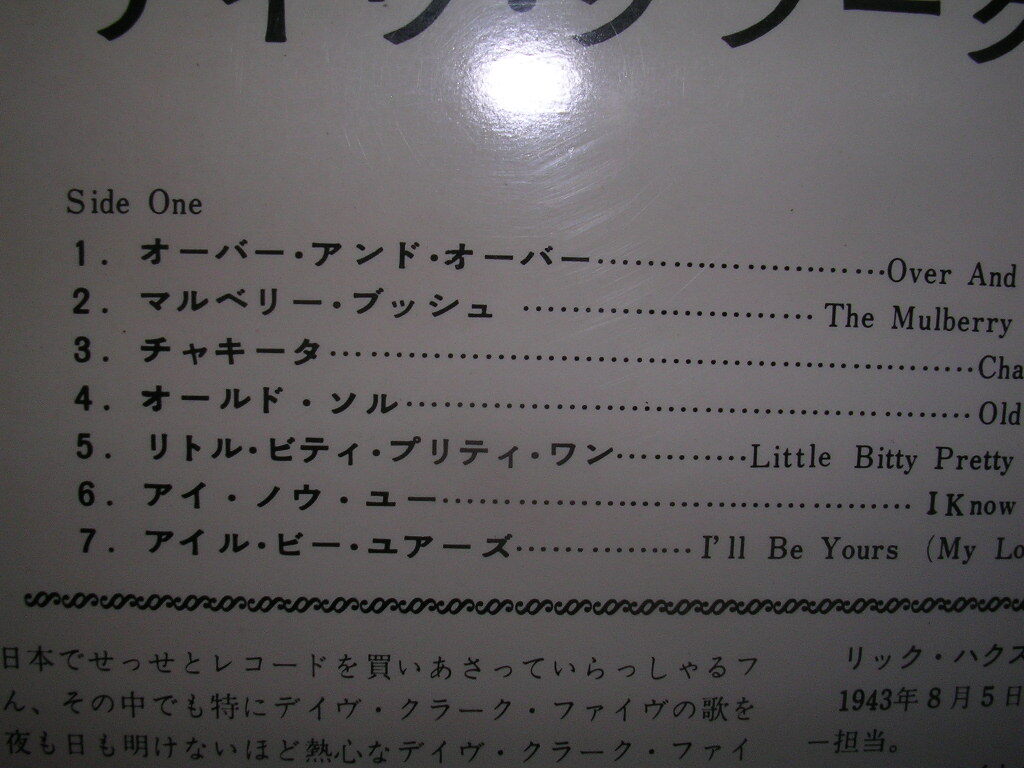 デイヴ・クラーク
Side One
1. オーバー・アンド・オーバー……………………Over And
2. マルベリー・ブッシュ ……………………The Mulberry
3. チャキータ………………………………………………Cha
4. オールド・ソル…………………………………………Old
5. リトル・ビティ・プリティ・ワン…………Little Bitty Pretty
6. アイ・ノウ・ユー…………………………………I Know
7. アイル・ビー・ユアーズ……………I'll Be Yours (My Lo
日本でせっせとレコードを買いあさっていらっしゃるフ
ん、その中でも特にデイヴ・クラーク・ファイヴの歌を
夜も日も明けないほど熱心なデイヴ・クラーク・ファイ
リック・ハクス
1943年8月5日
ー担当。